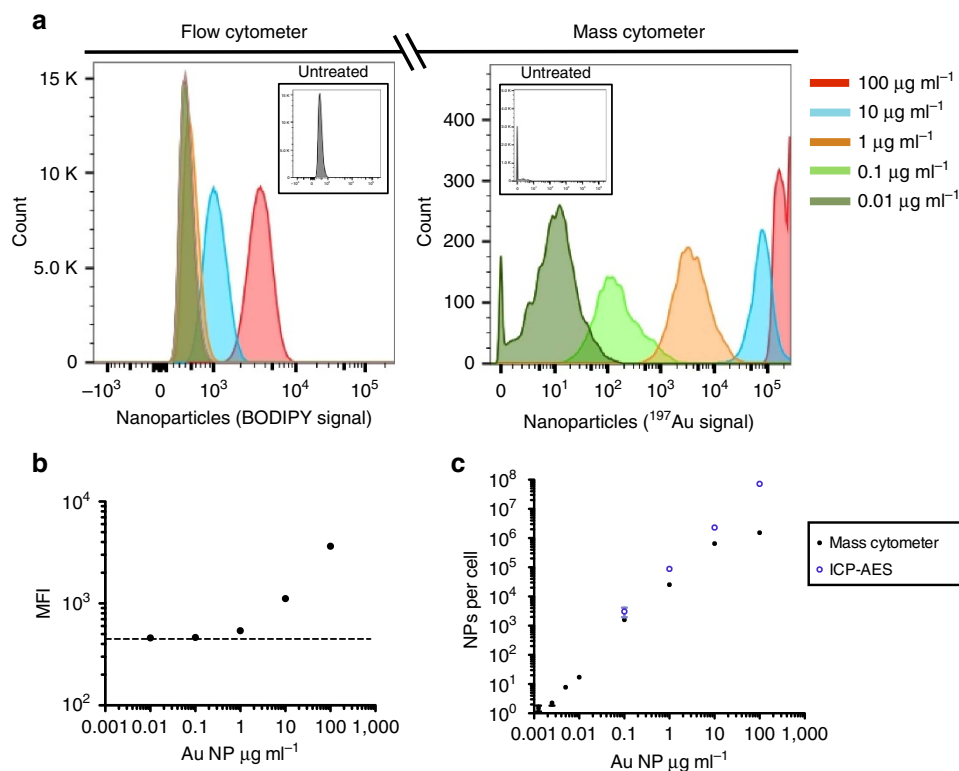 a
Flow cytometer
Mass cytometer
15 K
10 K
5.0 K
0
Count
Untreated
−10³ 0 10³ 10⁴ 10⁵
Nanoparticles (BODIPY signal)
400
300
200
100
0
Count
Untreated
0 10¹ 10² 10³ 10⁴ 10⁵
Nanoparticles (¹⁹⁷Au signal)
100 μg ml⁻¹
10 μg ml⁻¹
1 μg ml⁻¹
0.1 μg ml⁻¹
0.01 μg ml⁻¹
b
10⁴
10³
10²
MFI
0.001 0.01 0.1 1 10 100 1,000
Au NP μg ml⁻¹
c
10⁸
10⁷
10⁶
10⁵
10⁴
10³
10²
10¹
10⁰
NPs per cell
0.001 0.01 0.1 1 10 100 1,000
Au NP μg ml⁻¹
Mass cytometer
ICP-AES